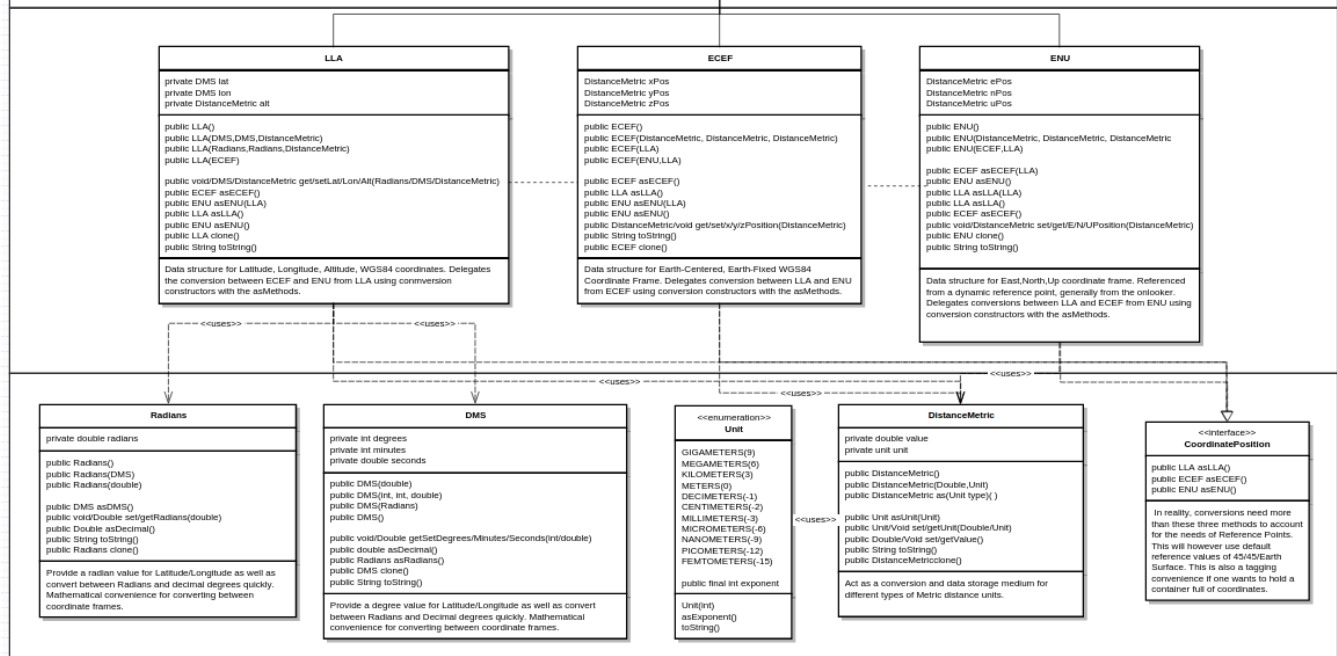 LLA
private DMS lat
private DMS lon
private DistanceMetric alt
public LLA()
public LLA(DMS,DMS,DistanceMetric)
public LLA(Radians,Radians,DistanceMetric)
public LLA(ECEF)
public void/DMS/DistanceMetric get/setLat/Lon/Alt(Radians/DMS/DistanceMetric)
public ECEF asECEF()
public ENU asENU(LLA)
public LLA asLLA()
public ENU asENU()
public LLA clone()
public String toString()
Data structure for Latitude, Longitude, Altitude, WGS84 coordinates. Delegates
the conversion between ECEF and ENU from LLA using conmversion
constructors with the asMethods.
ECEF
DistanceMetric xPos
DistanceMetric yPos
DistanceMetric zPos
public ECEF()
public ECEF(DistanceMetric, DistanceMetric, DistanceMetric)
public ECEF(LLA)
public ECEF(ENU,LLA)
public ECEF asECEF()
public LLA asLLA()
public ENU asENU(LLA)
public ENU asENU()
public DistanceMetric/void get/set/x/y/zPosition(DistanceMetric)
public String toString()
public ECEF clone()
Data structure for Earth-Centered, Earth-Fixed WGS84
Coordinate Frame. Delegates conversion between LLA and ENU
from ECEF using conversion constructors with the asMethods.
ENU
DistanceMetric ePos
DistanceMetric nPos
DistanceMetric uPos
public ENU()
public ENU(DistanceMetric, DistanceMetric, DistanceMetric
public ENU(ECEF,LLA)
public ECEF asECEF(LLA)
public ENU asENU()
public LLA asLLA(LLA)
public LLA asLLA()
public ECEF asECEF()
public void/DistanceMetric set/get/E/N/UPosition(DistanceMetric)
public ENU clone()
public String toString()
Data structure for East,North,Up coordinate frame. Referenced
from a dynamic reference point, generally from the onlooker.
Delegates conversions between LLA and ECEF from ENU using
conversion constructors with the asMethods.
<<uses>>
<<uses>>
<<uses>>
<<uses>>
<<uses>>
Radians
private double radians
public Radians()
public Radians(DMS)
public Radians(double)
public DMS asDMS()
public void/Double set/getRadians(double)
public Double asDecimal()
public String toString()
public Radians clone()
Provide a radian value for Latitude/Longitude as well as
convert between Radians and decimal degrees quickly.
Mathematical convenience for converting between
coordinate frames.
DMS
private int degrees
private int minutes
private double seconds
public DMS(double)
public DMS(Int, int, double)
public DMS(Radians)
public DMS()
public void/Double getSetDegrees/Minutes/Seconds(int/double)
public double asDecimal()
public Radians asRadians()
public DMS clone()
public String toString()
Provide a degree value for Latitude/Longitude as well as convert
between Radians and Decimal degrees quickly. Mathematical
convenience for converting between coordinate frames.
<<enumeration>>
Unit
GIGAMETERS(9)
MEGAMETERS(6)
KILOMETERS(3)
METERS(0)
DECIMETERS(-1)
CENTIMETERS(-2)
MILLIMETERS(-3)
MICROMETERS(-6)
NANOMETERS(-9)
PICOMETERS(-12)
FEMTOMETERS(-15)
public final int exponent
Unit(int)
asExponent()
toString()
<<uses>>
DistanceMetric
private double value
private unit unit
public DistanceMetric()
public DistanceMetric(Double,Unit)
public DistanceMetric as(Unit type)( )
public Unit asUnit(Unit)
public Unit/Void set/getUnit(Double/Unit)
public Double/Void set/getValue()
public String toString()
public DistanceMetricclone()
Act as a conversion and data storage medium for
different types of Metric distance units.
<<interface>>
CoordinatePosition
public LLA asLLA()
public ECEF asECEF()
public ENU asENU()
In reality, conversions need more
than these three methods to account
for the needs of Reference Points.
This will however use default
reference values of 45/45/Earth
Surface. This is also a tagging
convenience if one wants to hold a
container full of coordinates.